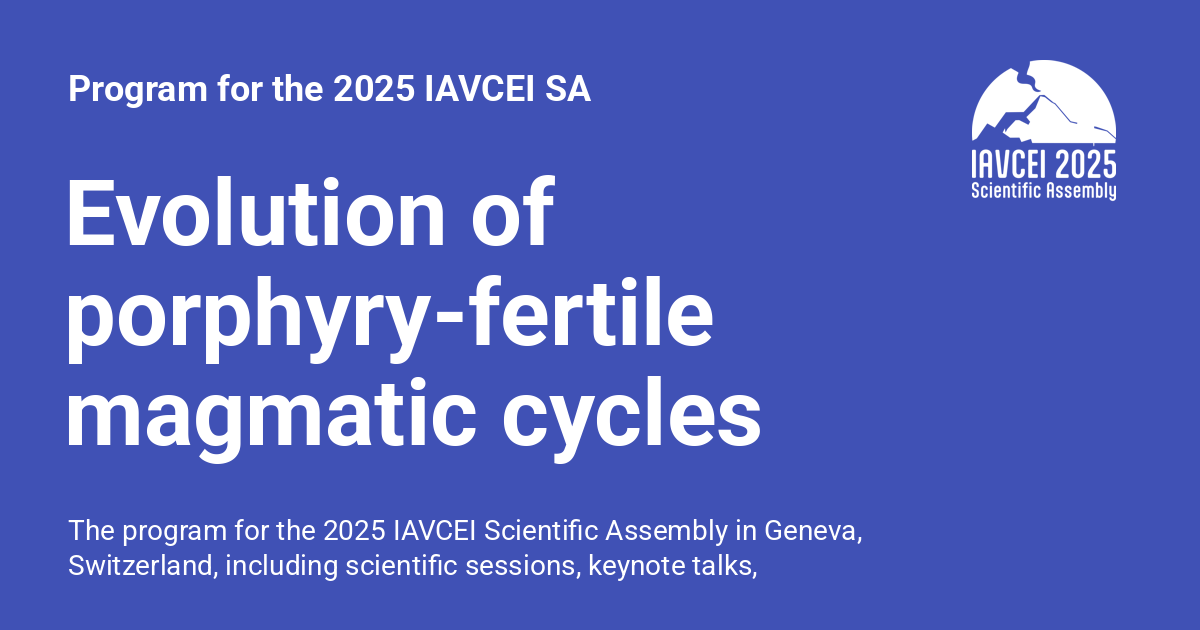 Program for the 2025 IAVCEI SA
IAVCEI 2025
Scientific Assembly
Evolution of
porphyry-fertile
magmatic cycles
The program for the 2025 IAVCEI Scientific Assembly in Geneva,
Switzerland, including scientific sessions, keynote talks,